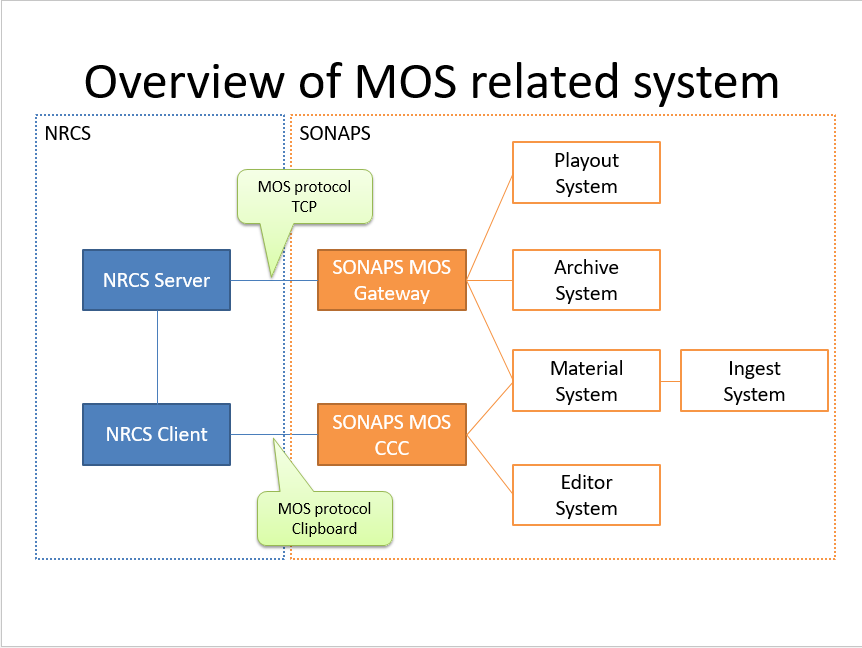 Overview of MOS related system
NRCS
SONAPS
MOS protocol
TCP
Playout
System
NRCS Server
SONAPS MOS
Gateway
Archive
System
Material
System
Ingest
System
NRCS Client
SONAPS MOS
CCC
Editor
System
MOS protocol
Clipboard